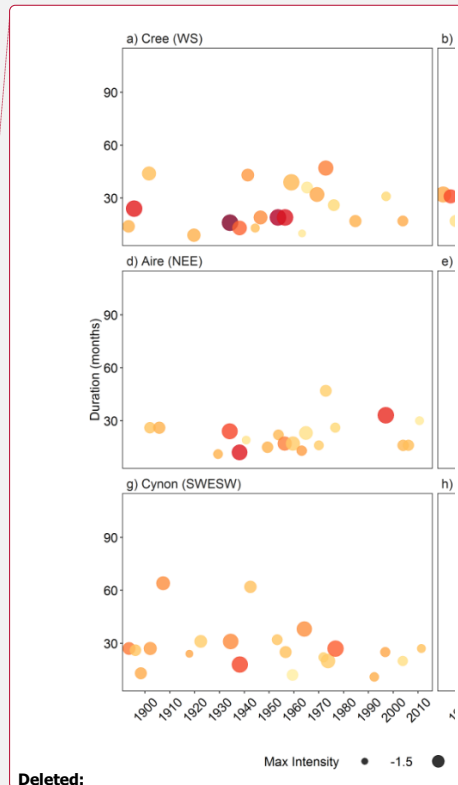 a) Cree (WS)
b)
90
60
30
d) Aire (NEE)
e)
90
60
30
Duration (months)
g) Cynon (SWESW)
h)
90
60
30
1900 1910 1920 1930 1940 1950 1960 1970 1980 1990 2000 2010 19
Max Intensity -1.5
Deleted: